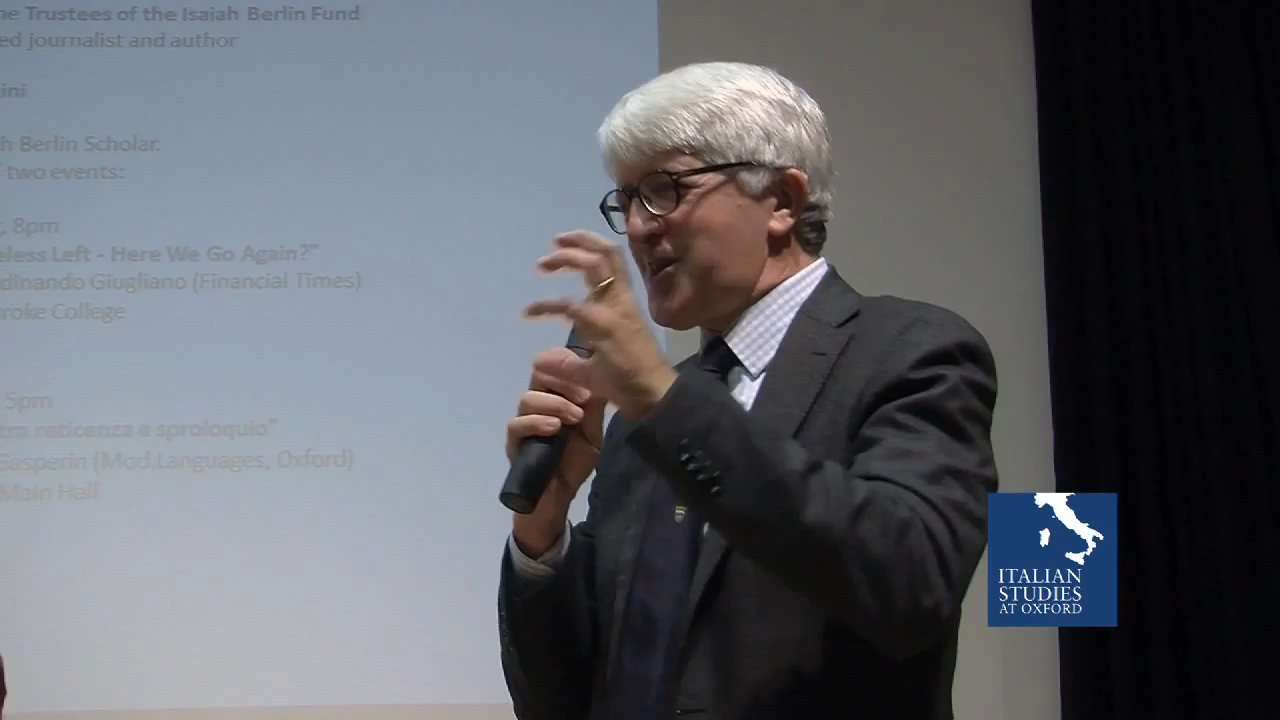 ne Trustees of the Isaiah Berlin Fund
ed journalist and author
ini
h Berlin Scholar.
two events:
, 8pm
eless Left - Here We Go Again?"
dinando Giugliano (Financial Times)
roke College
5pm
tra reticenza e sproloquio"
Gasperin (Mod,Languages, Oxford)
Main Hall
ITALIAN
STUDIES
AT OXFORD